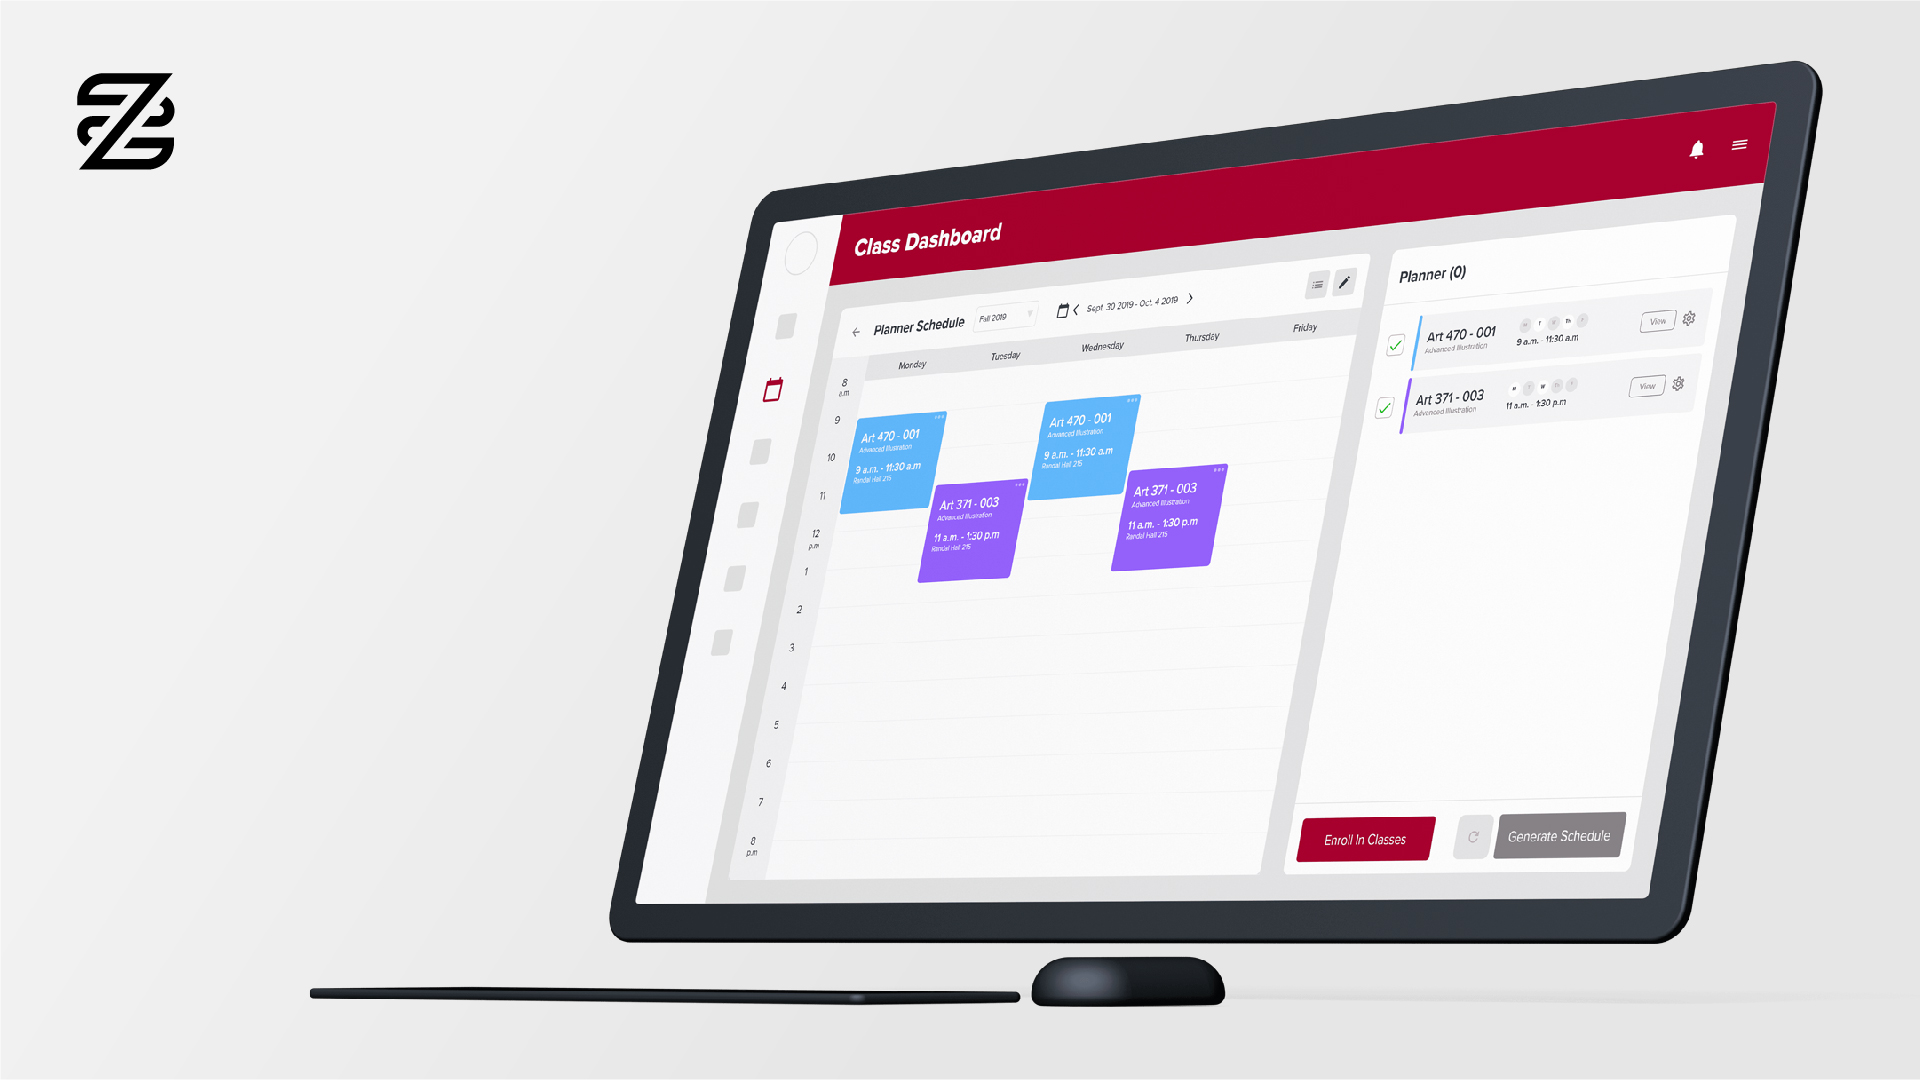 Class Dashboard
Planner Schedule
Fall 2019
Sept 30 2019 - Oct. 4 2019
Monday
Tuesday
Wednesday
Thursday
Friday
8
a.m
9
10
11
12
p.m
1
2
3
4
5
6
7
8
p.m
Art 470 - 001
Advanced Illustration
9 a.m. - 11:30 a.m
Randal Hall 215
Art 371 - 003
Advanced Illustration
11 a.m. - 1:30 p.m
Randal Hall 215
Art 470 - 001
Advanced Illustration
9 a.m. - 11:30 a.m
Randal Hall 215
Art 371 - 003
Advanced Illustration
11 a.m. - 1:30 p.m
Randal Hall 215
Planner (0)
Art 470 - 001
Advanced Illustration
M T W Th F
9 a.m. - 11:30 a.m
View
Art 371 - 003
Advanced Illustration
M T W Th F
11 a.m. - 1:30 p.m
View
Enroll In Classes
Generate Schedule